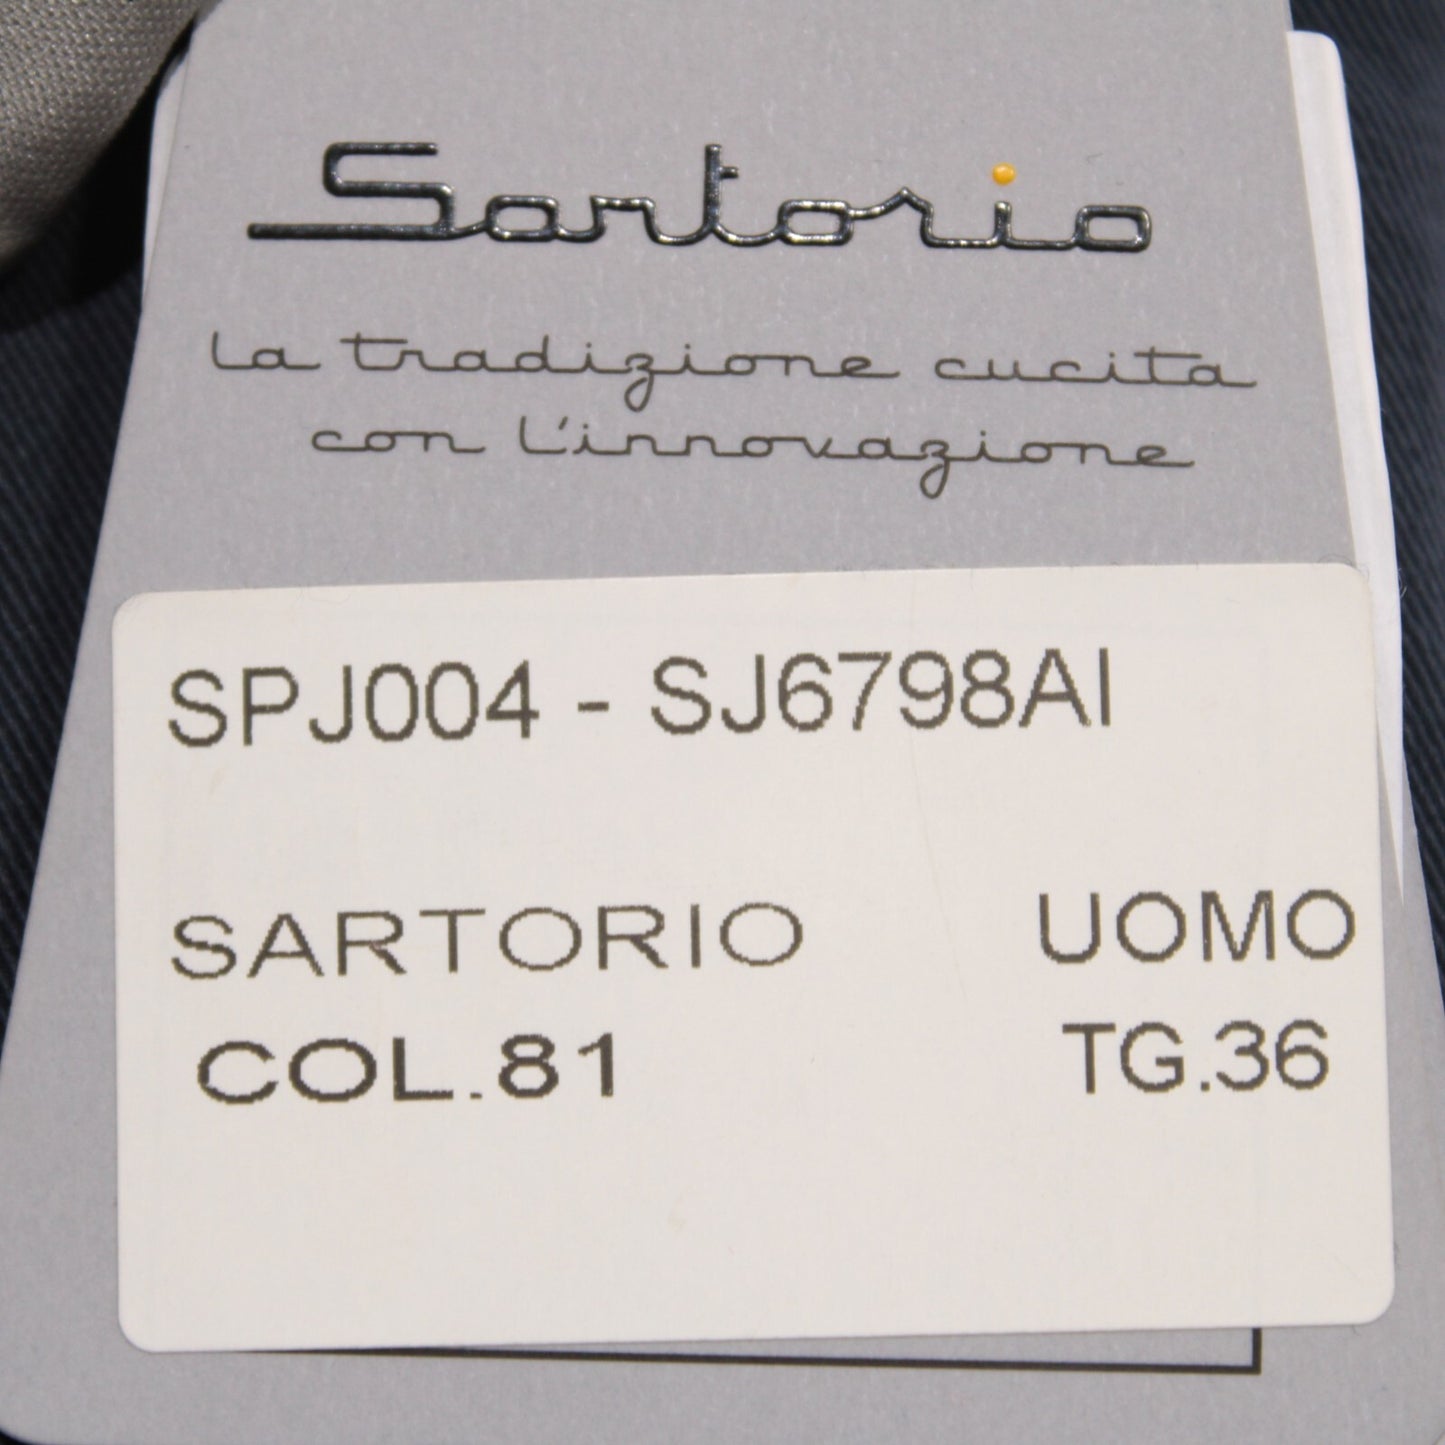 Sartorio
la tradizione cucita
con l'innovazione
SPJ004 - SJ6798AI
SARTORIO UOMO
COL.81 TG.36